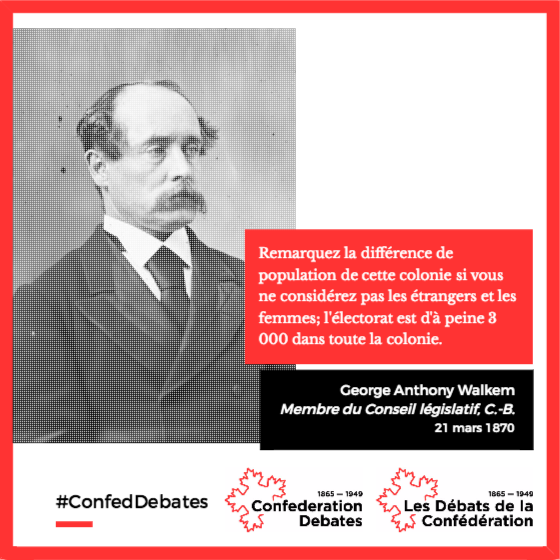 Remarquez la différence de
population de cette colonie si vous
ne considérez pas les étrangers et les
femmes; l'électorat est d'à peine 3
000 dans toute la colonie.
George Anthony Walkem
Membre du Conseil législatif, C.-B.
21 mars 1870
#ConfedDebates
1865 — 1949
Confederation
Debates
1865 — 1949
Les Débats de la
Confédération